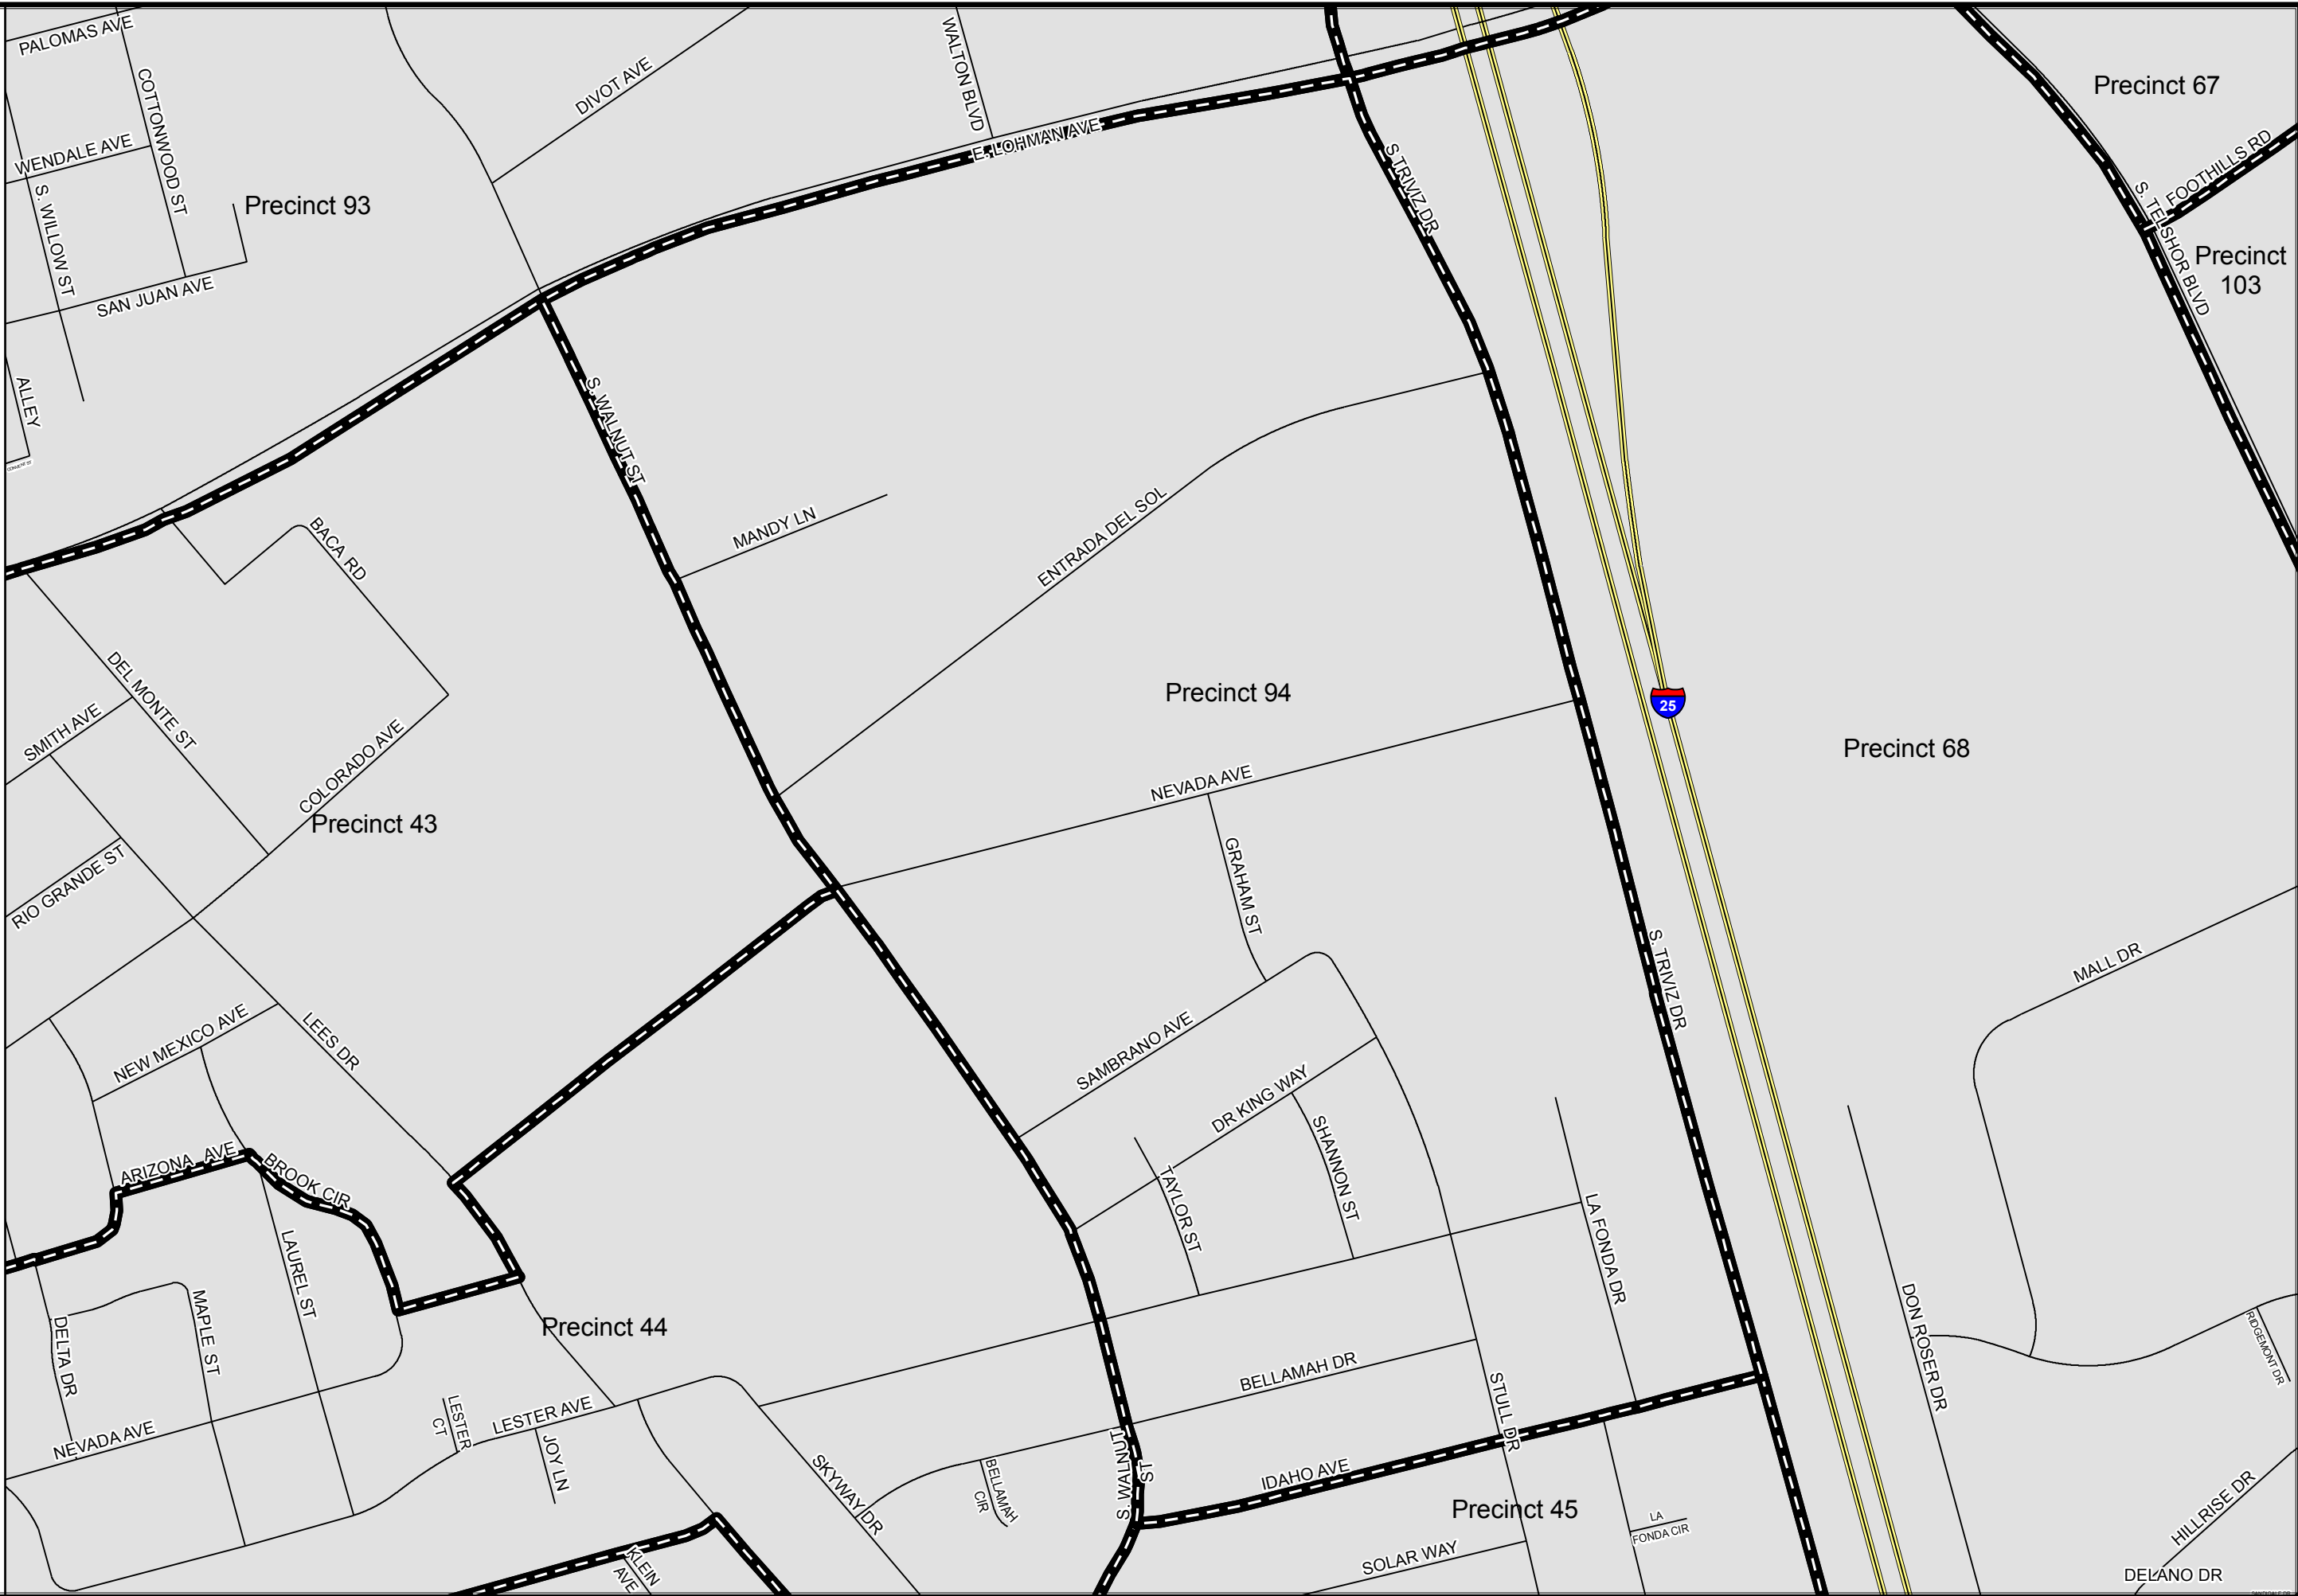 PALOMAS AVE
COTTONWOOD ST
WENDALE AVE
S. WILLOW ST
SAN JUAN AVE
ALLEY
Precinct 93
DIVOT AVE
WALTON BLVD
E. LOHMAN AVE
S TRIVIZ DR
Precinct 67
FOOTHILLS RD
S. TELSHOR BLVD
Precinct
103
S. WALNUT ST
MANDY LN
ENTRADA DEL SOL
BACA RD
DEL MONTE ST
SMITH AVE
COLORADO AVE
Precinct 43
RIO GRANDE ST
Precinct 94
25
Precinct 68
NEVADA AVE
GRAHAM ST
S. TRIVIZ DR
MALL DR
NEW MEXICO AVE
LEES DR
SAMBRANO AVE
DR KING WAY
SHANNON ST
TAYLOR ST
ARIZONA AVE
BROOK CIR
LAUREL ST
MAPLE ST
DELTA DR
Precinct 44
LA FONDA DR
DON ROSER DR
RIDGEMONT DR
NEVADA AVE
LESTER
CT
LESTER AVE
JOY LN
SKYWAY DR
BELLAMAH
CIR
BELLAMAH DR
S. WALNUT
ST
STULL DR
IDAHO AVE
Precinct 45
LA
FONDA CIR
SOLAR WAY
KLEIN
AVE
HILLRISE DR
DELANO DR